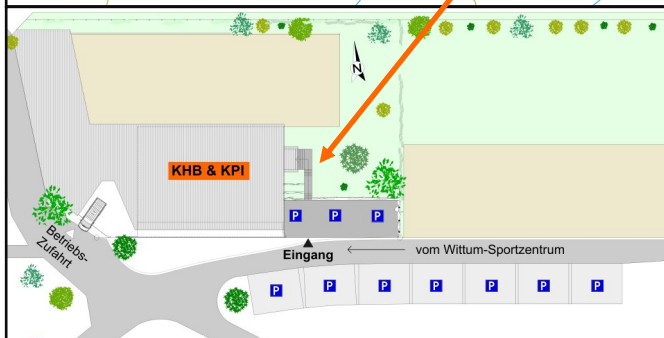 N
KHB & KPI
P P P
Betriebs-
Zufahrt
Eingang
vom Wittum-Sportzentrum
P P P P P P P